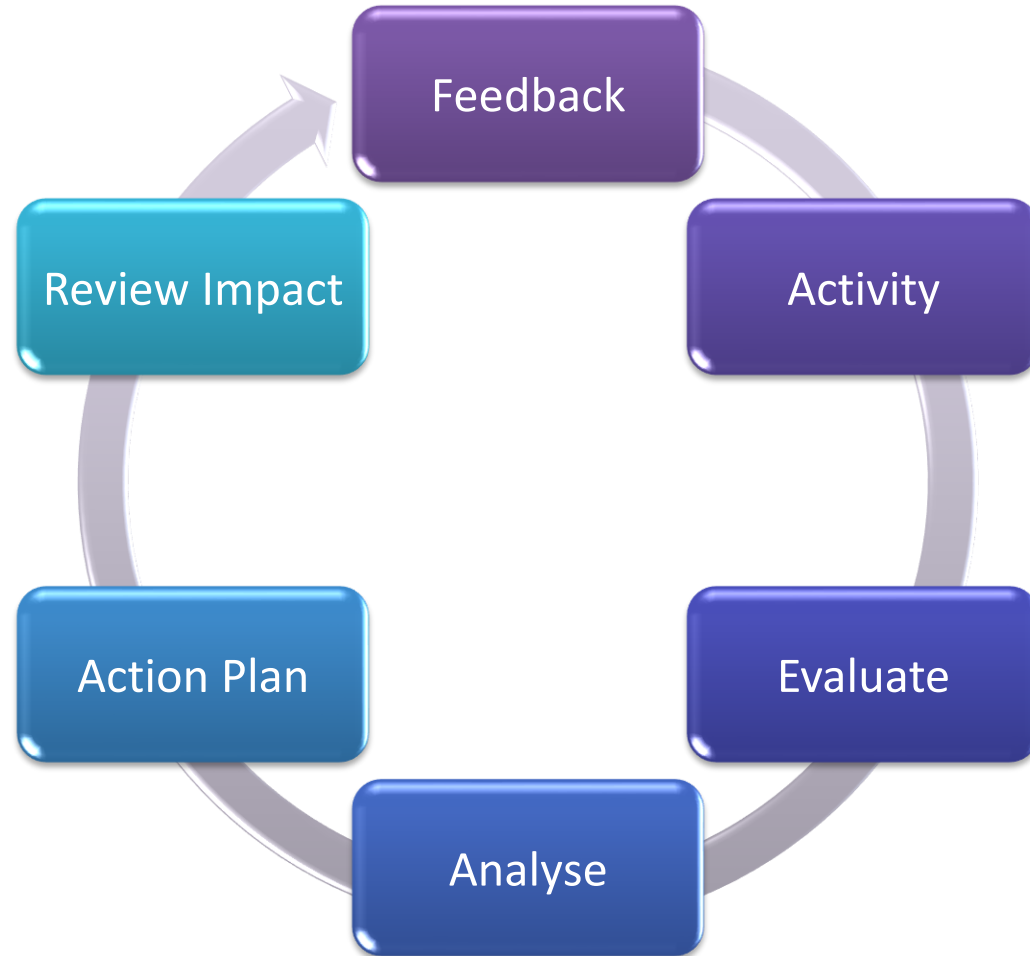 Feedback
Activity
Evaluate
Analyse
Action Plan
Review Impact